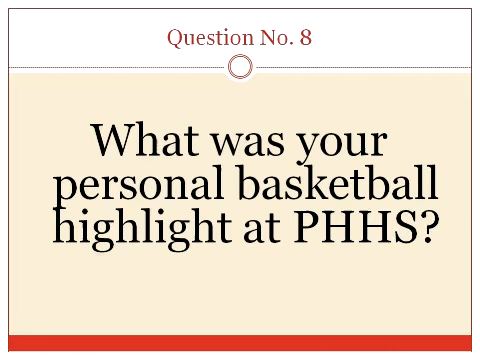 Question No. 8
What was your
personal basketball
highlight at PHHS?